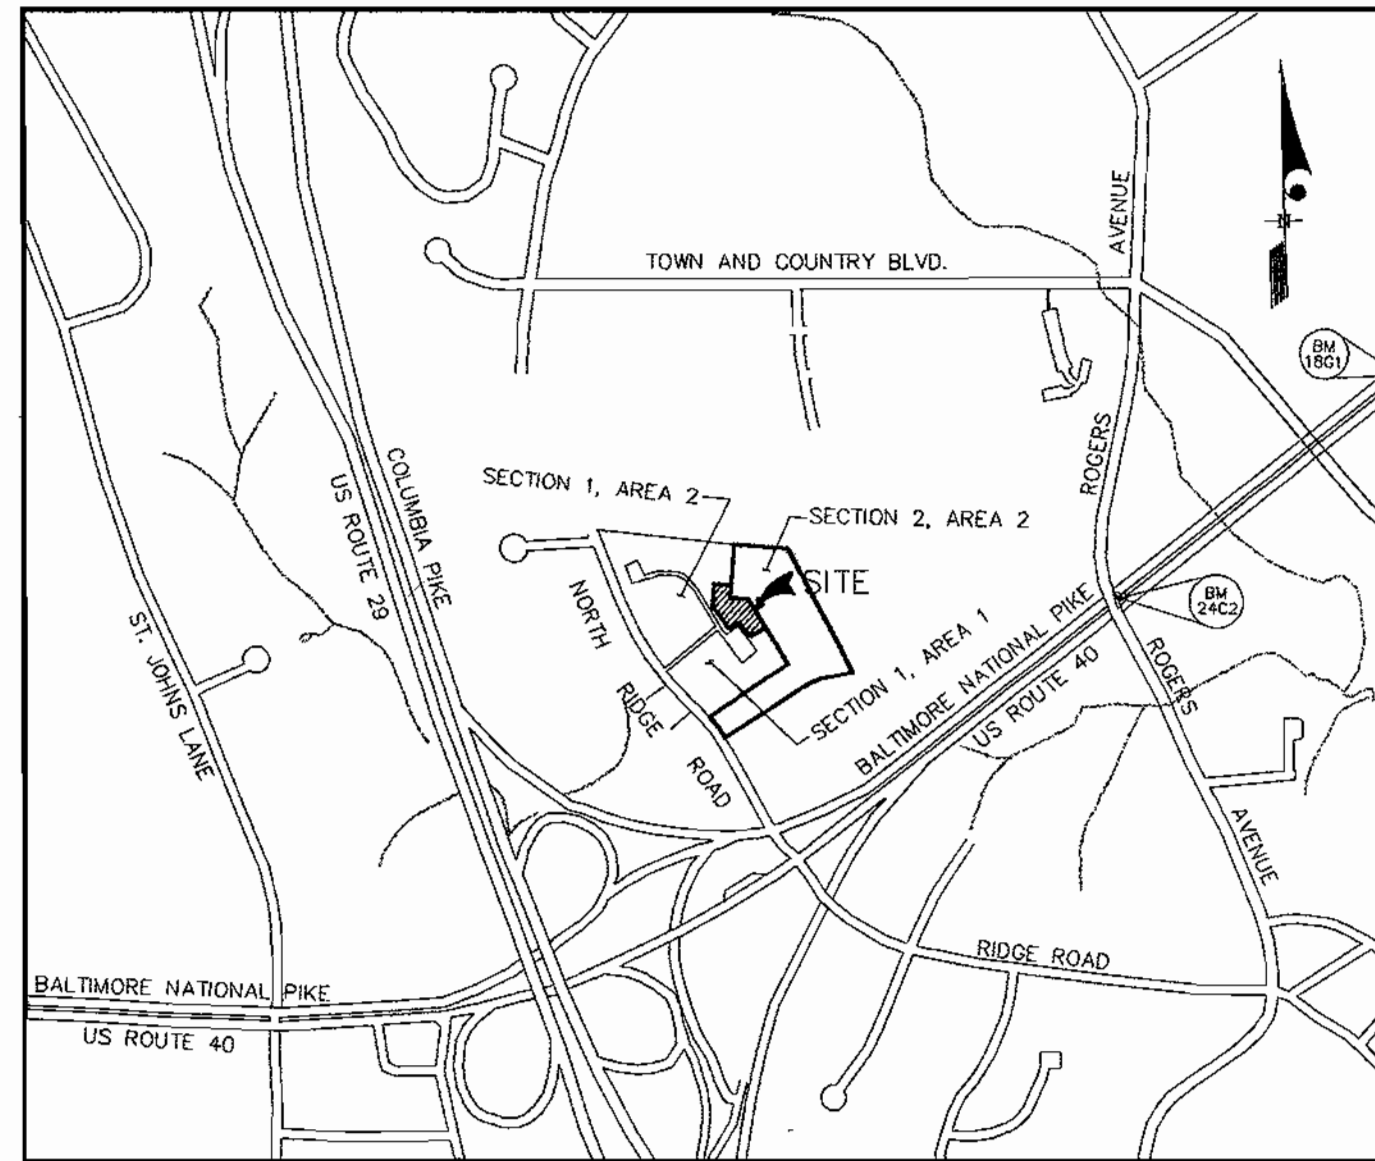 AVENUE
TOWN AND COUNTRY BLVD.
N
BM
18G1
ROGERS
COLUMBIA PIKE
US ROUTE 29
SECTION 1, AREA 2
SECTION 2, AREA 2
SITE
NORTH
RIDGE
ROAD
BM
24C2
SECTION 1, AREA 1
BALTIMORE NATIONAL PIKE
US ROUTE 40
ST. JOHNS LANE
ROGERS
AVENUE
RIDGE ROAD
BALTIMORE NATIONAL PIKE
US ROUTE 40